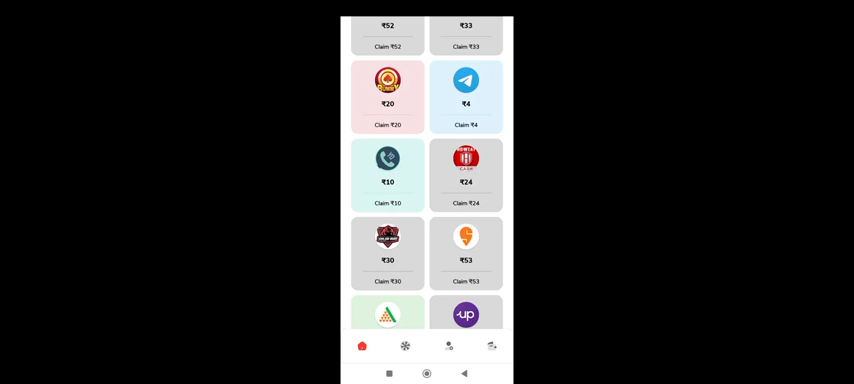 ₹52
₹33
Claim ₹52
Claim ₹33
₹20
₹4
Claim ₹20
Claim ₹4
₹10
₹24
Claim ₹10
Claim ₹24
₹30
₹53
Claim ₹30
Claim ₹53
up